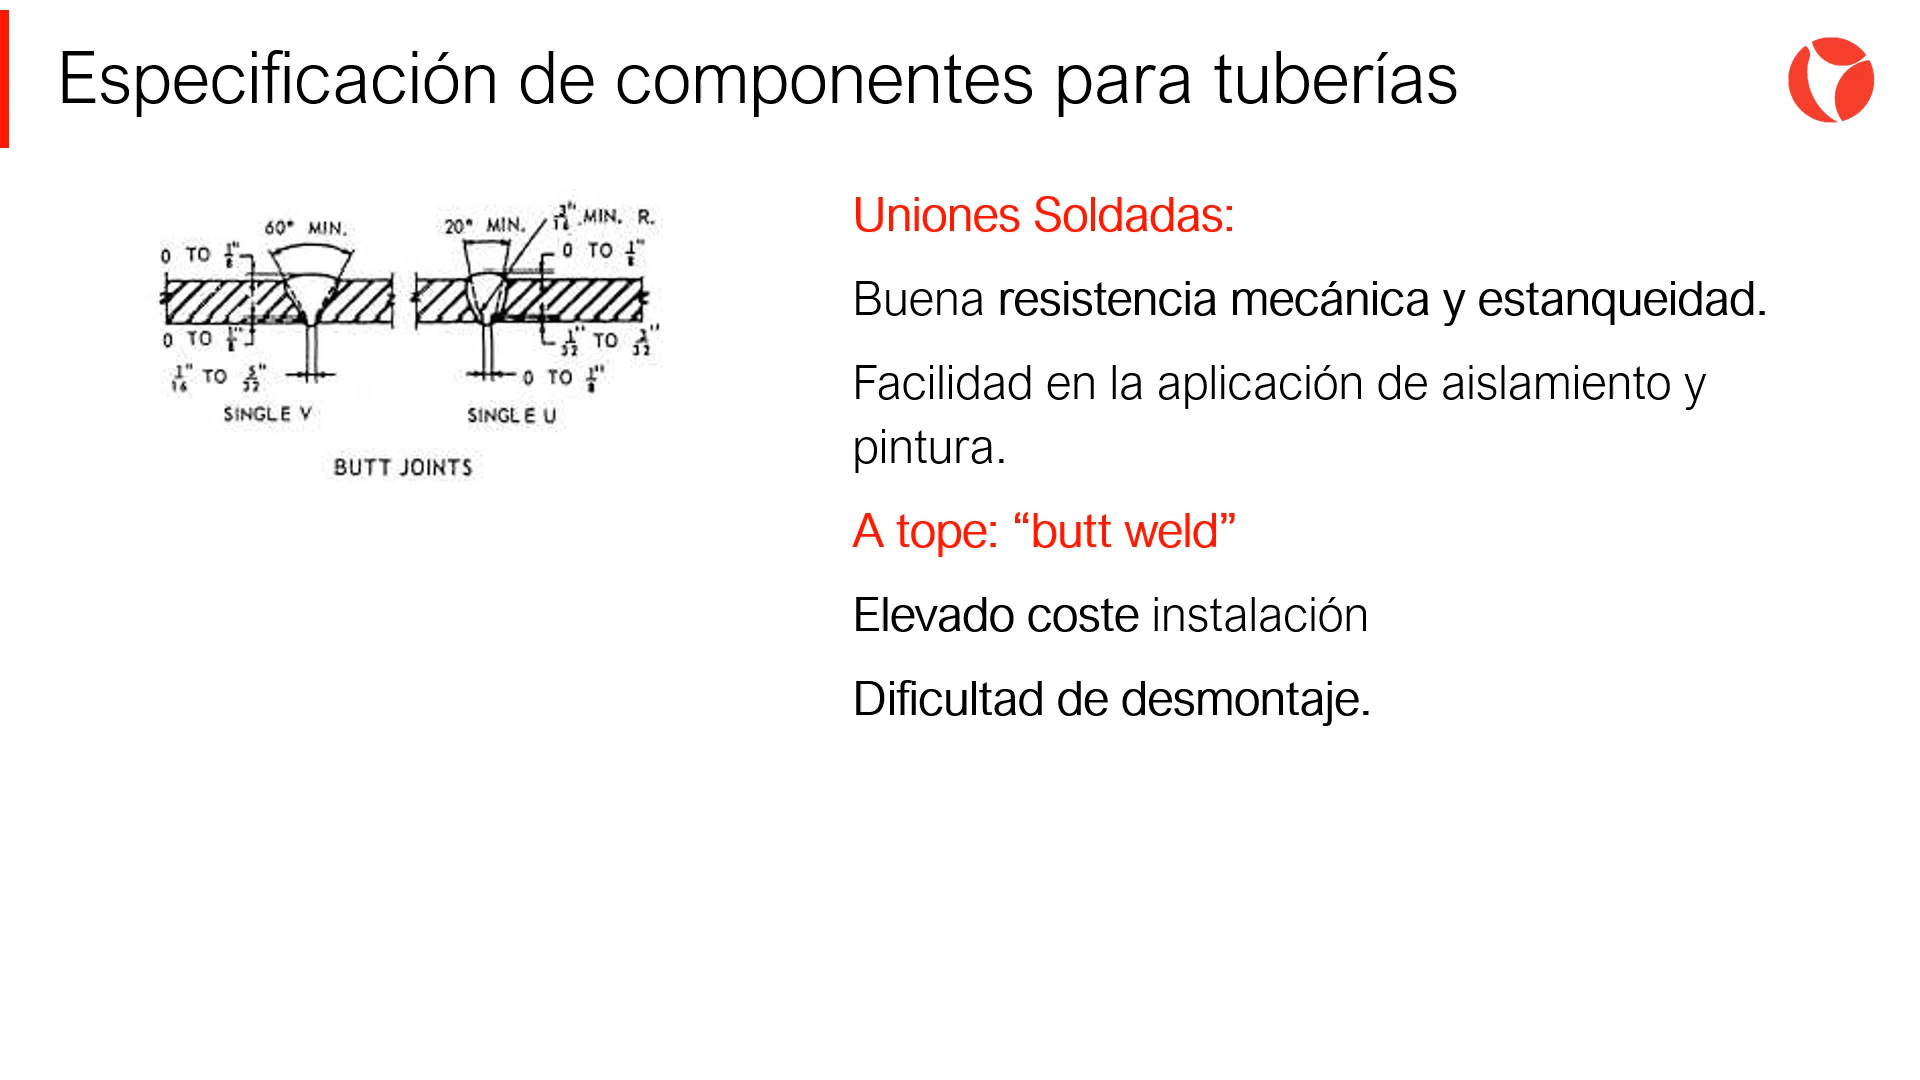 Especificación de componentes para tuberías
60° MIN.
0 TO 1/8"
0 TO 1/8"
1/16" TO 5/32"
SINGLE V
20° MIN.
3/16" MIN. R.
0 TO 1/8"
1/32" TO 3/32"
0 TO 1/8"
SINGLE U
BUTT JOINTS
Uniones Soldadas:
Buena resistencia mecánica y estanqueidad.
Facilidad en la aplicación de aislamiento y
pintura.
A tope: “butt weld”
Elevado coste instalación
Dificultad de desmontaje.